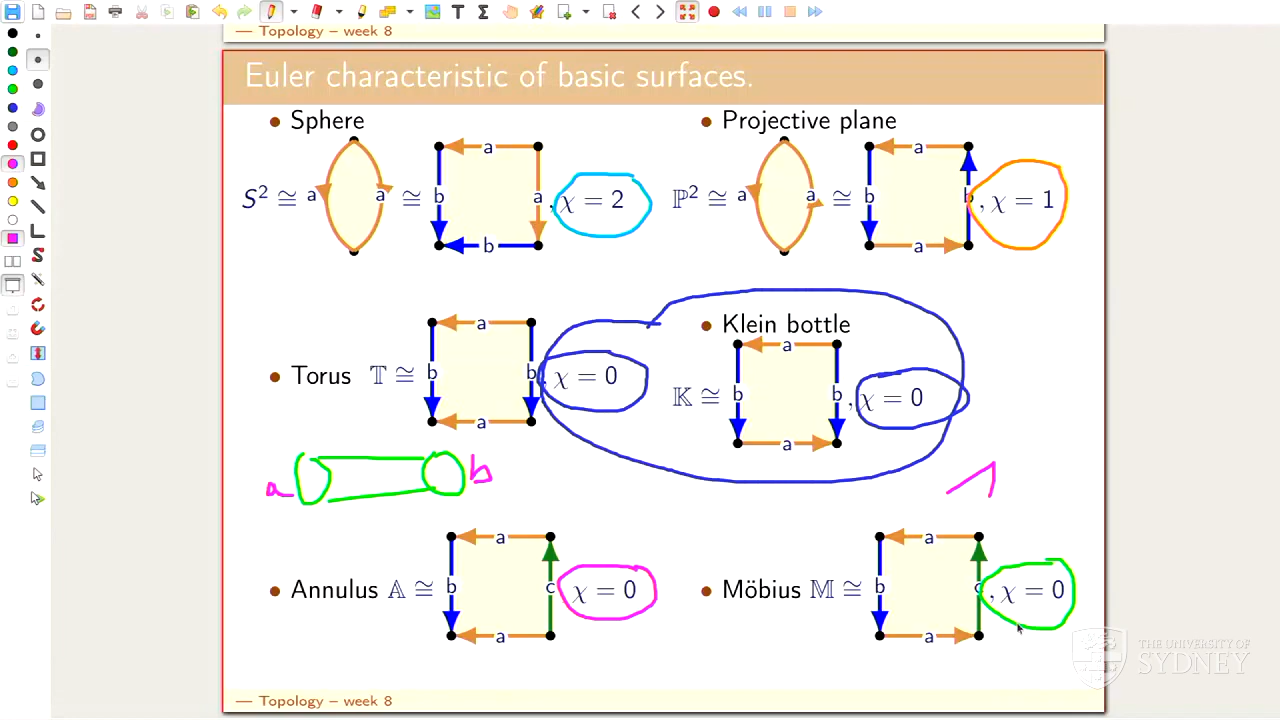 — Topology – week 8
Euler characteristic of basic surfaces.
• Sphere
S² ≅ a a ≅ a b a b , χ = 2
• Projective plane
ℙ² ≅ a a ≅ a b b a , χ = 1
• Torus 𝕋 ≅ a b b a , χ = 0
• Klein bottle
𝕂 ≅ a b b a , χ = 0
a b
1
• Annulus 𝔸 ≅ a b c a χ = 0
• Möbius 𝕄 ≅ a b c a , χ = 0
THE UNIVERSITY OF
SYDNEY
— Topology – week 8